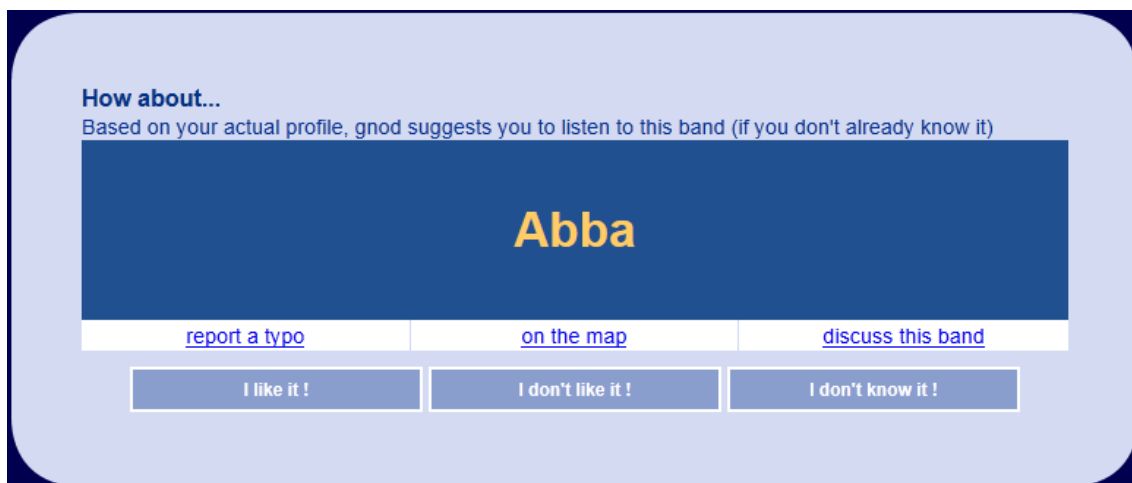 How about...
Based on your actual profile, gnod suggests you to listen to this band (if you don't already know it)
Abba
report a typo on the map discuss this band
I like it ! I don't like it ! I don't know it !